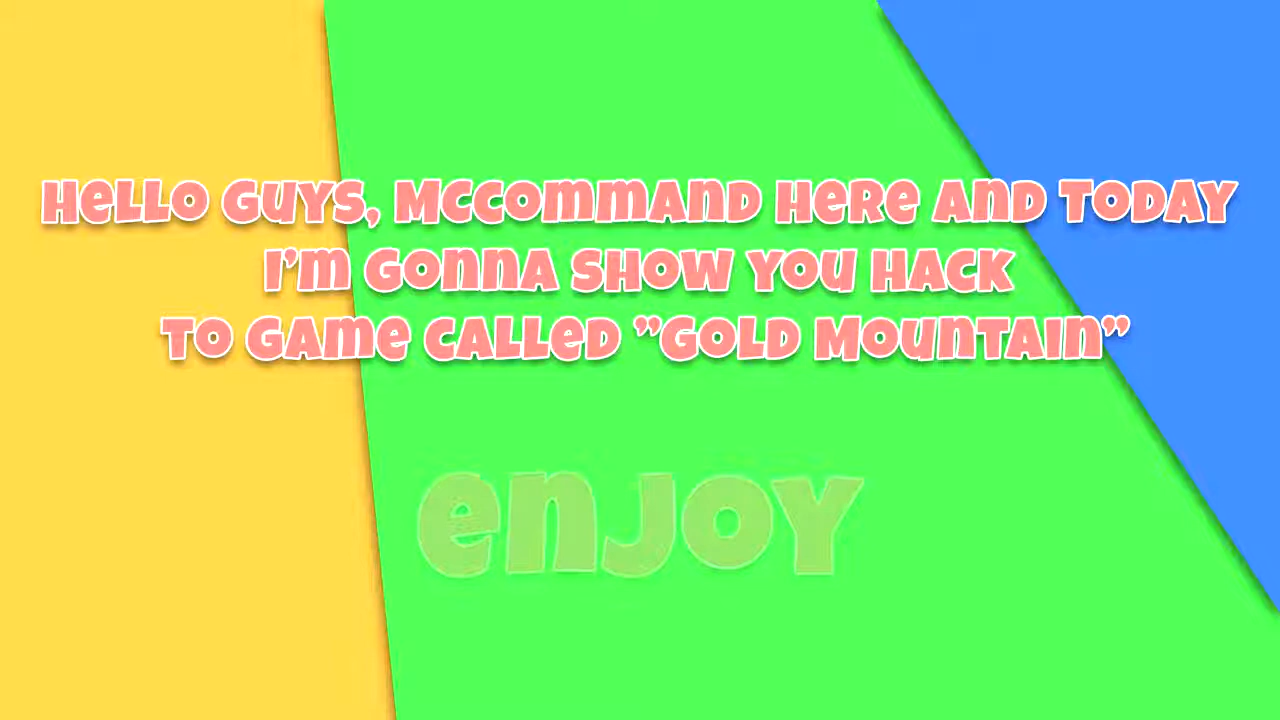 Hello guys, McCommand here and today
I'm gonna show you hack
to game called ”Gold Mountain”
enjoy